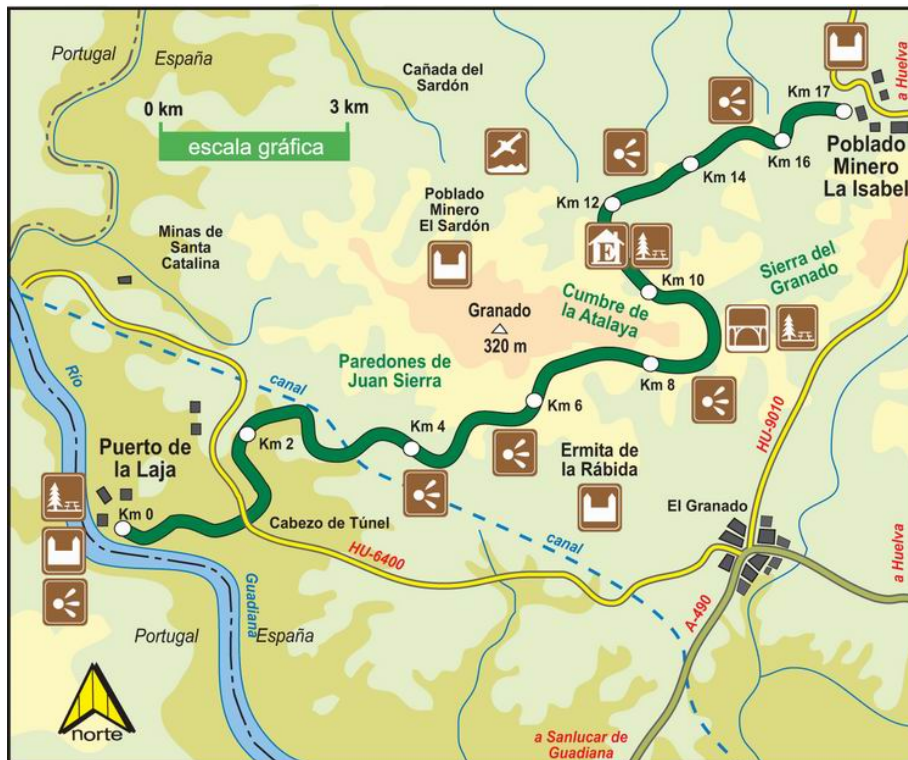 Portugal
España
Cañada del
Sardón
Km 17
a Huelva
0 km
3 km
escala gráfica
Km 14
Km 16
Poblado
Minero
La Isabel
Poblado
Minero
El Sardón
Km 12
Minas de
Santa
Catalina
E
Km 10
Sierra del
Granado
Granado
320 m
Cumbre de
la Atalaya
Paredones de
Juan Sierra
Río
canal
Km 8
Km 6
Km 4
Km 2
HU-9010
Puerto de
la Laja
Ermita de
la Rábida
El Granado
Km 0
Cabezo de Túnel
canal
HU-6400
a Huelva
Guadiana
A-490
Portugal
España
norte
a Sanlucar de
Guadiana